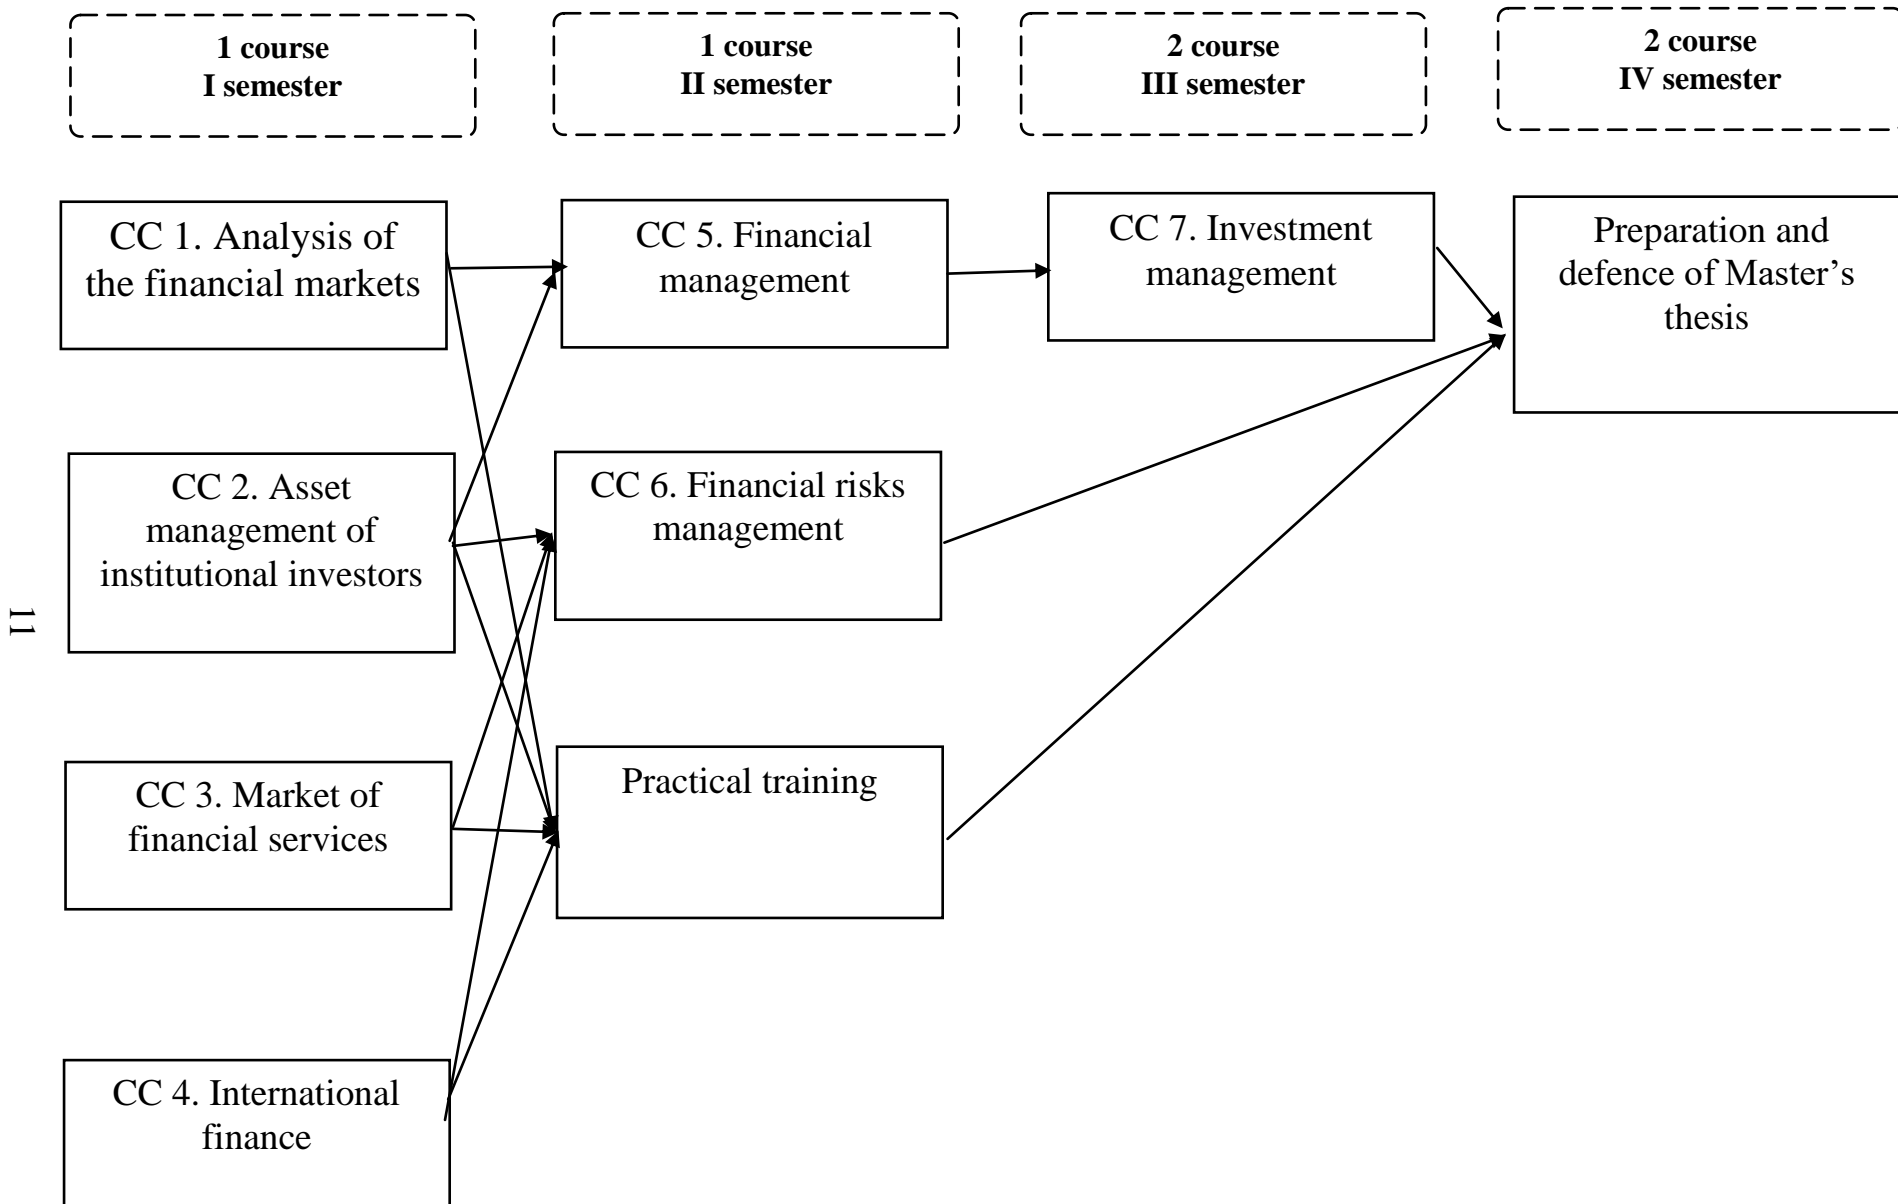 1 course
I semester
1 course
II semester
2 course
III semester
2 course
IV semester
CC 1. Analysis of
the financial markets
CC 5. Financial
management
CC 7. Investment
management
Preparation and
defence of Master’s
thesis
CC 2. Asset
management of
institutional investors
CC 6. Financial risks
management
11
CC 3. Market of
financial services
Practical training
CC 4. International
finance